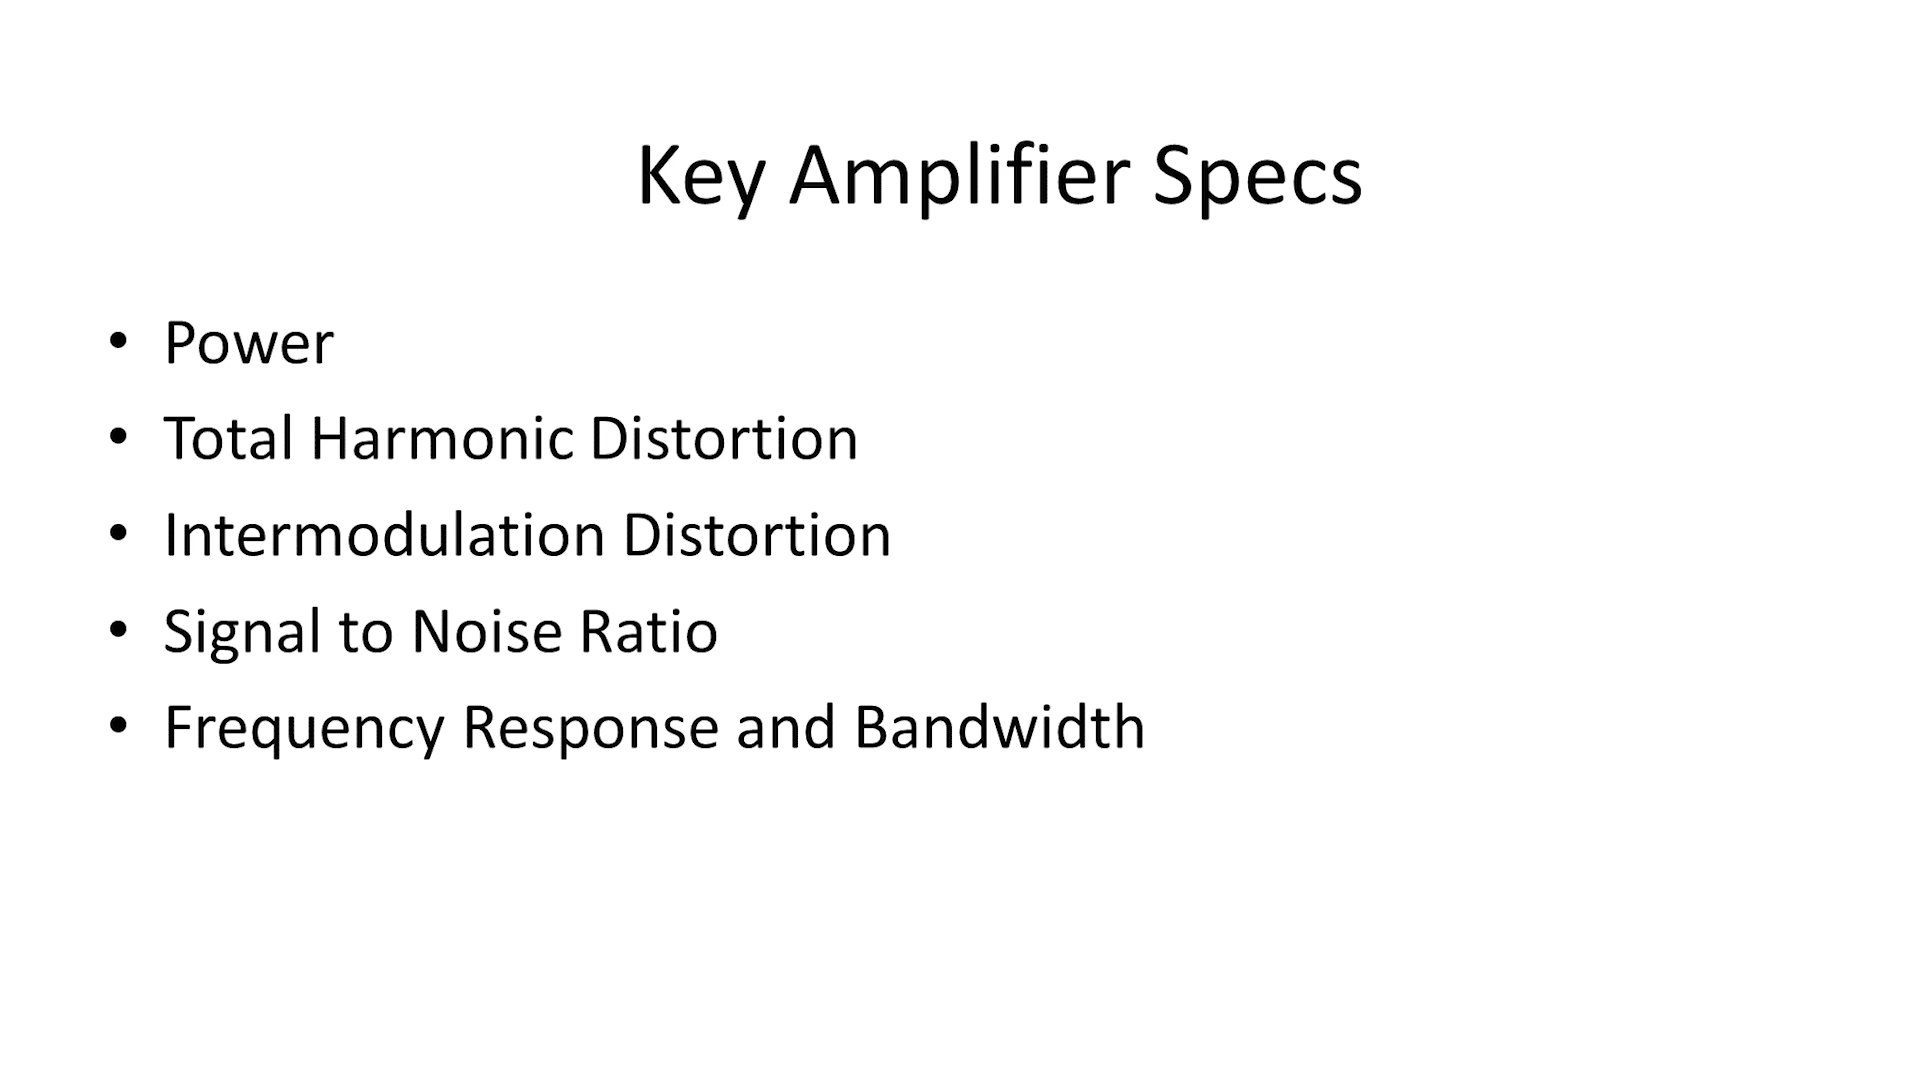 Key Amplifier Specs
• Power
• Total Harmonic Distortion
• Intermodulation Distortion
• Signal to Noise Ratio
• Frequency Response and Bandwidth